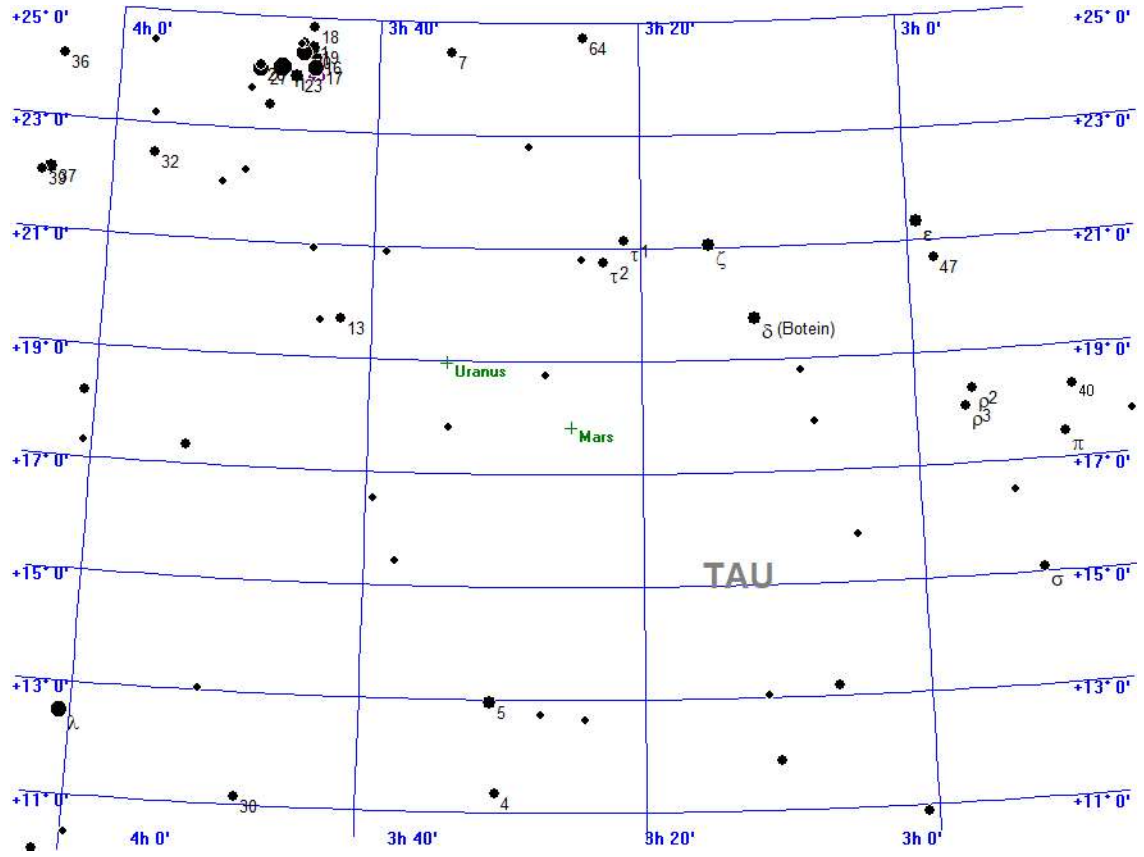 +25° 0' 4h 0' 3h 40' 3h 20' 3h 0' +25° 0'
18
64
36
7
19
16
17
23
+23° 0' +23° 0'
32
37
39
ε
+21° 0' +21° 0'
τ1
ζ
47
τ2
13
δ (Botein)
+19° 0' +19° 0'
Uranus
40
ρ2
ρ3
Mars
π
+17° 0' +17° 0'
TAU
+15° 0' +15° 0'
σ
+13° 0' +13° 0'
5
λ
30
4
+11° 0' +11° 0'
4h 0' 3h 40' 3h 20' 3h 0'